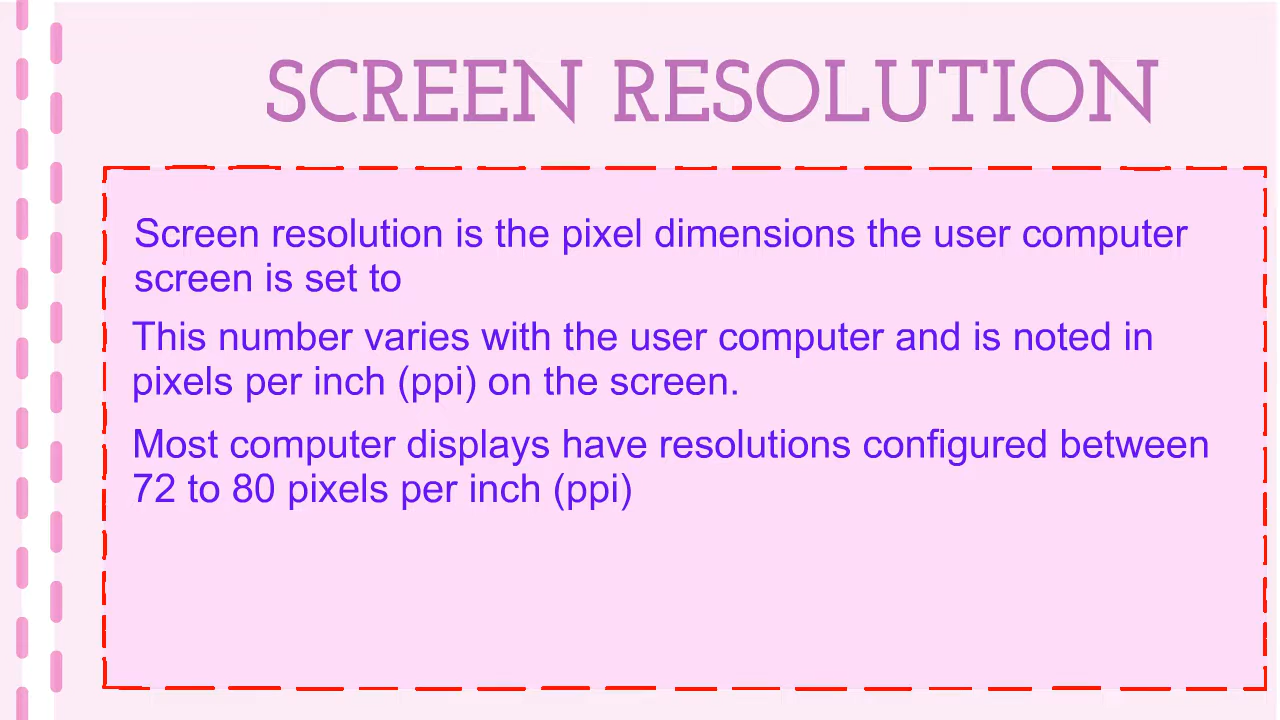 SCREEN RESOLUTION
Screen resolution is the pixel dimensions the user computer
screen is set to
This number varies with the user computer and is noted in
pixels per inch (ppi) on the screen.
Most computer displays have resolutions configured between
72 to 80 pixels per inch (ppi)